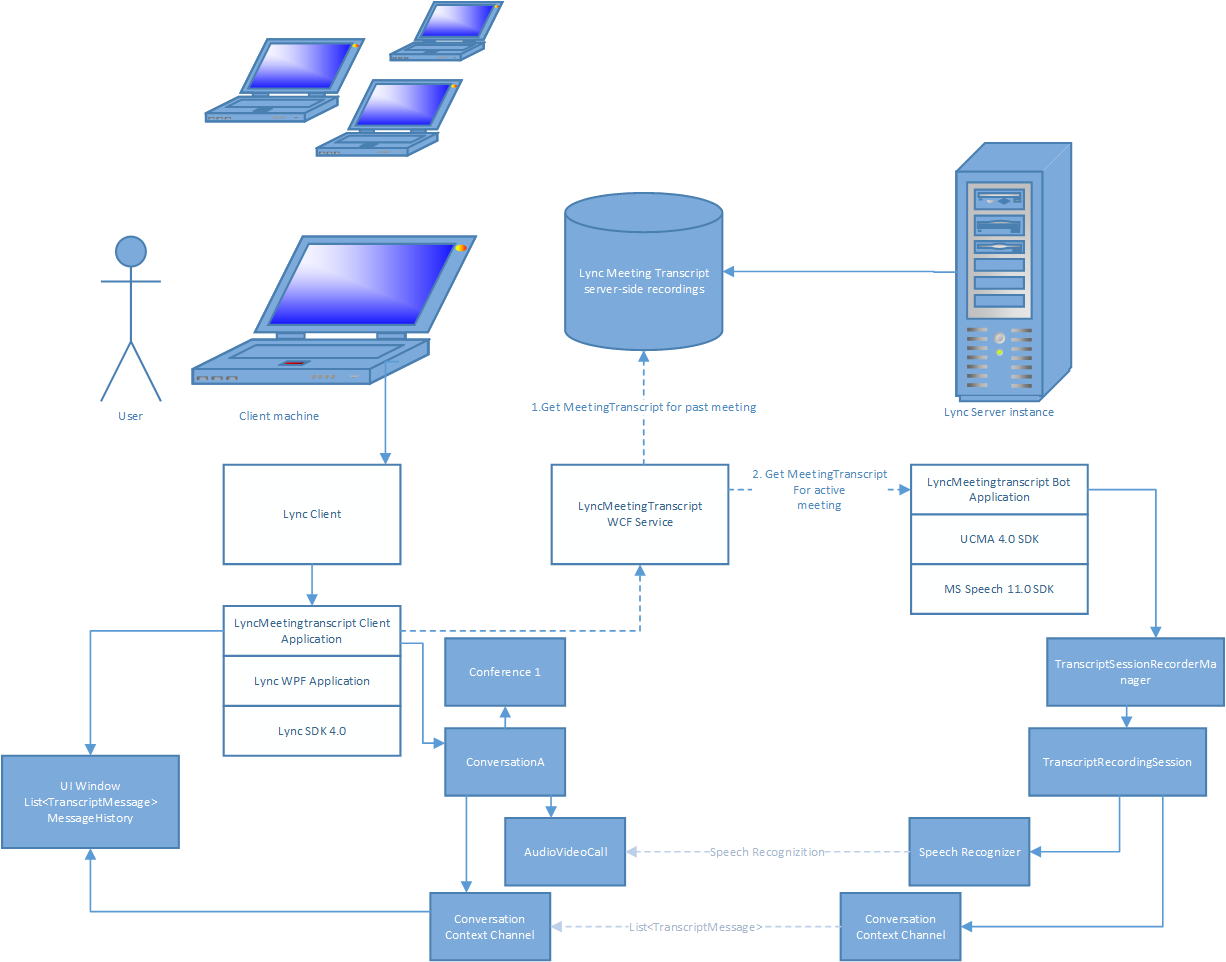 Lync Meeting Transcript
server-side recordings
User
Client machine
1.Get MeetingTranscript for past meeting
Lync Server instance
Lync Client
LyncMeetingTranscript
WCF Service
2. Get MeetingTranscript
For active
meeting
LyncMeetingtranscript Bot
Application
UCMA 4.0 SDK
MS Speech 11.0 SDK
LyncMeetingtranscript Client
Application
Lync WPF Application
Lync SDK 4.0
Conference 1
TranscriptSessionRecorderMa
nager
ConversationA
TranscriptRecordingSession
UI Window
List<TranscriptMessage>
MessageHistory
AudioVideoCall
Speech Recognizition
Speech Recognizer
Conversation
Context Channel
List<TranscriptMessage>
Conversation
Context Channel